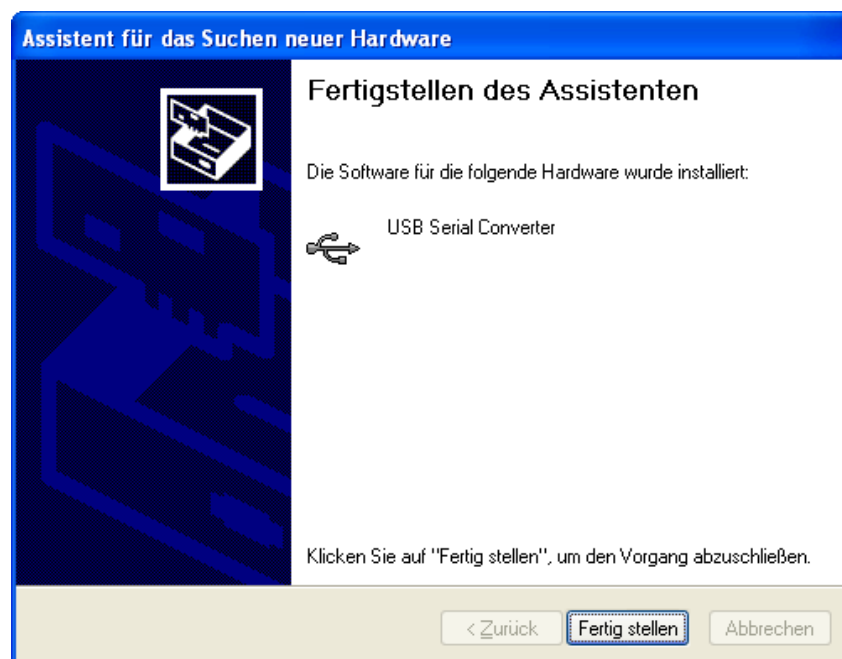 Assistent für das Suchen neuer Hardware
Fertigstellen des Assistenten
Die Software für die folgende Hardware wurde installiert:
USB Serial Converter
Klicken Sie auf "Fertig stellen", um den Vorgang abzuschließen.
< Zurück Fertig stellen Abbrechen